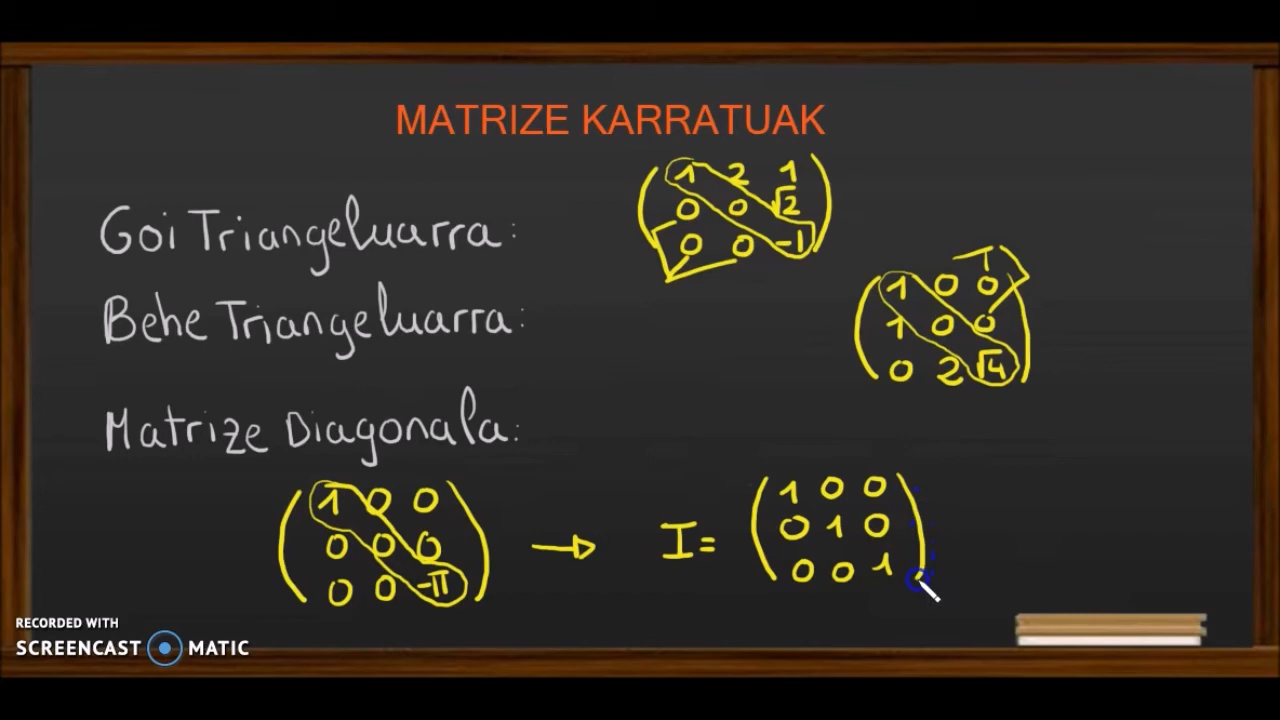 MATRIZE KARRATUAK
1 2 1
0 0 √2
0 0 -1
Goi Triangeluarra:
Behe Triangeluarra:
1 0 0
1 0 0
0 2 √4
Matrize Diagonala:
1 0 0
0 0 0
0 0 -π
→ I =
1 0 0
0 1 0
0 0 1
RECORDED WITH
SCREENCAST MATIC